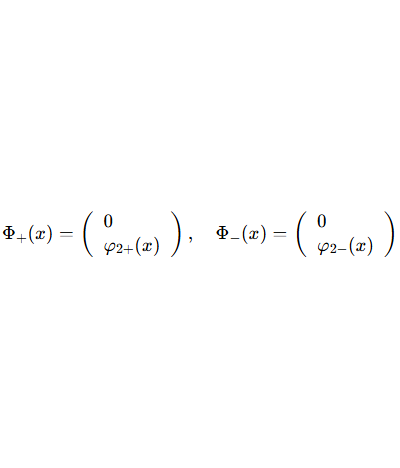 Φ₊(x) = ( 0 φ₂₊(x) ), Φ₋(x) = ( 0 φ₂₋(x) )